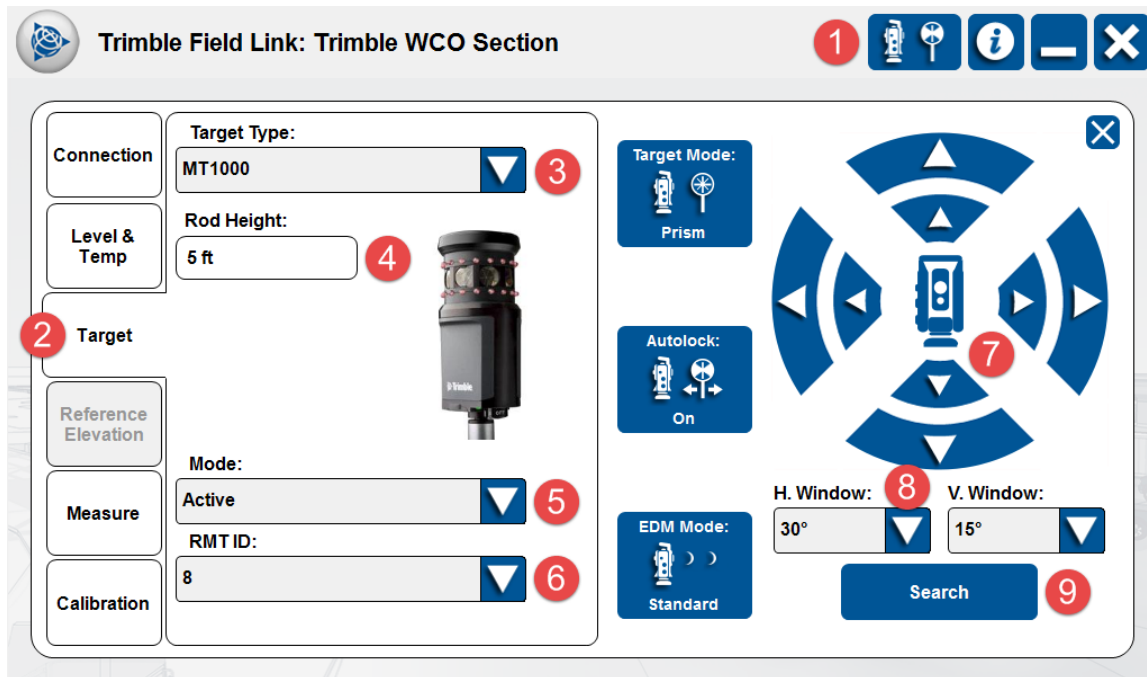 Trimble Field Link: Trimble WCO Section
1
Connection
Level &
Temp
2
Target
Reference
Elevation
Measure
Calibration
Target Type:
MT1000
3
Rod Height:
5 ft
4
Trimble
Mode:
Active
5
RMT ID:
8
6
Target Mode:
Prism
Autolock:
On
EDM Mode:
Standard
7
H. Window:
8
V. Window:
30°
15°
Search
9